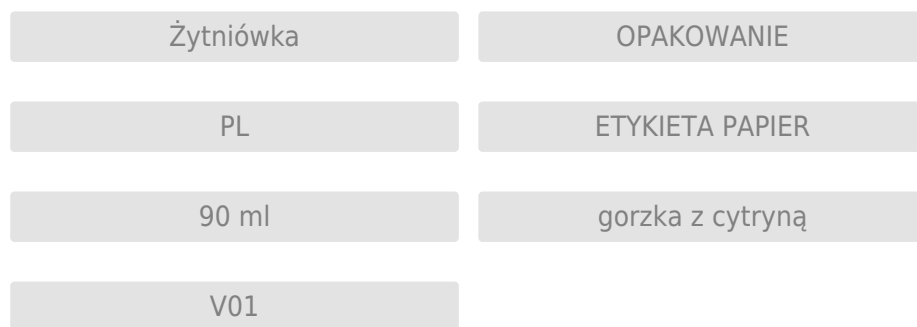 Żytniówka
OPAKOWANIE
PL
ETYKIETA PAPIER
90 ml
gorzka z cytryną
V01